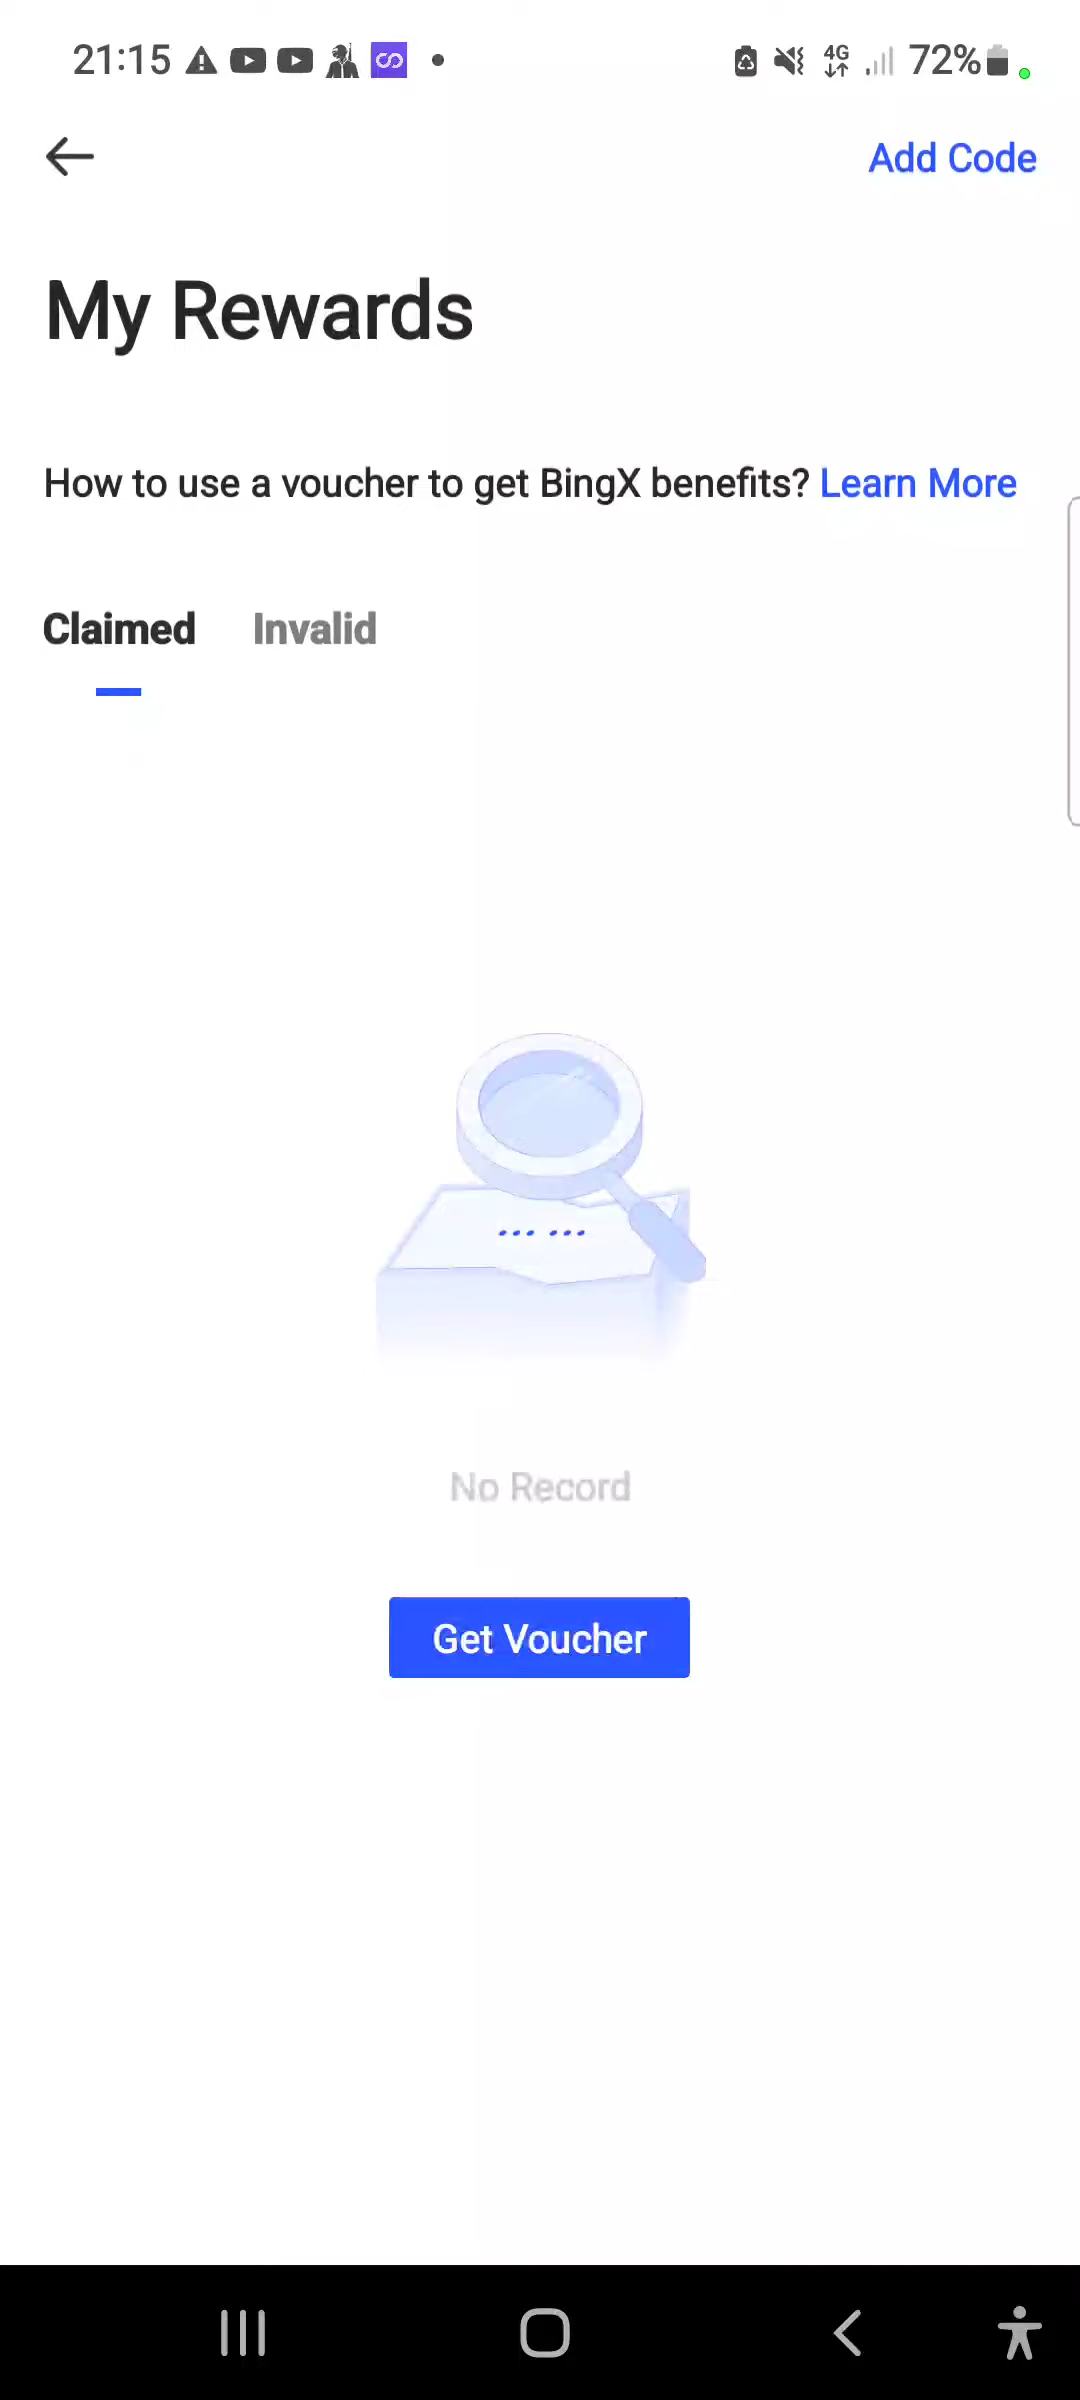 21:15 4G 72%
Add Code
My Rewards
How to use a voucher to get BingX benefits? Learn More
Claimed Invalid
No Record
Get Voucher